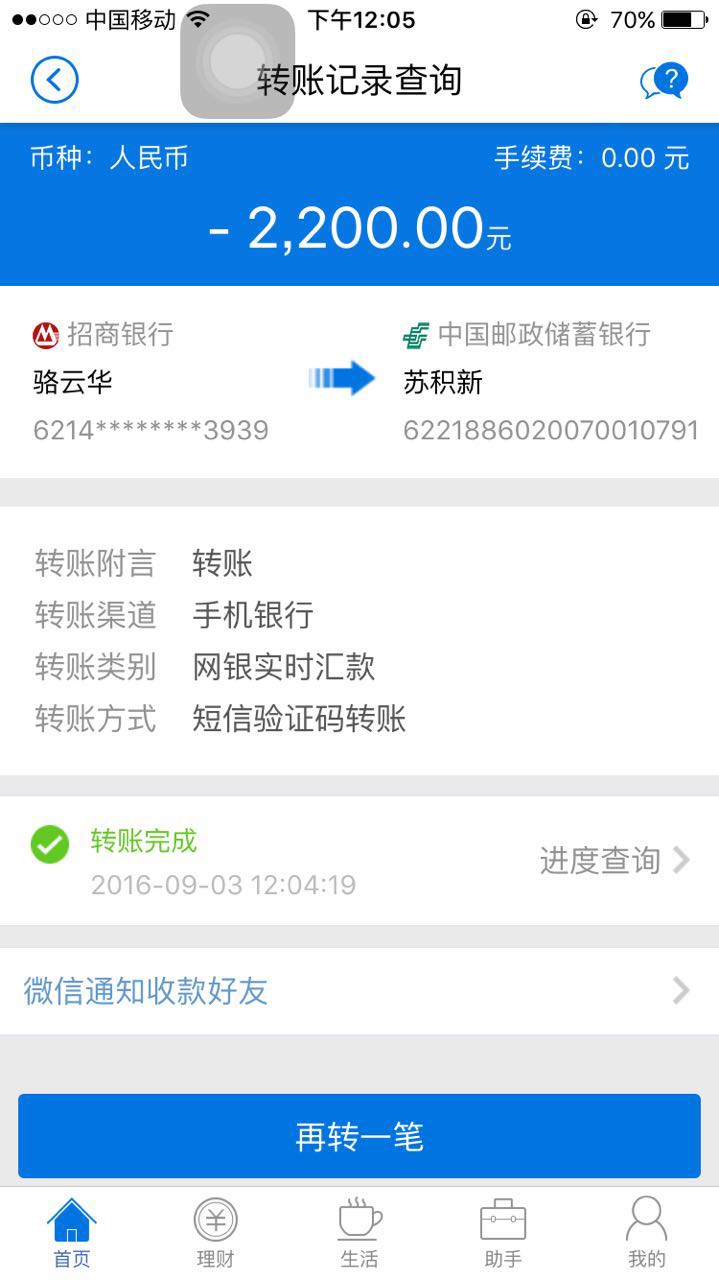 中国移动 下午12:05 70%
转账记录查询 ?
币种：人民币 手续费：0.00 元
- 2,200.00元
招商银行 中国邮政储蓄银行
骆云华 苏积新
6214********3939 6221886020070010791
转账附言 转账
转账渠道 手机银行
转账类别 网银实时汇款
转账方式 短信验证码转账
转账完成
进度查询
2016-09-03 12:04:19
微信通知收款好友
再转一笔
首页 理财 生活 助手 我的